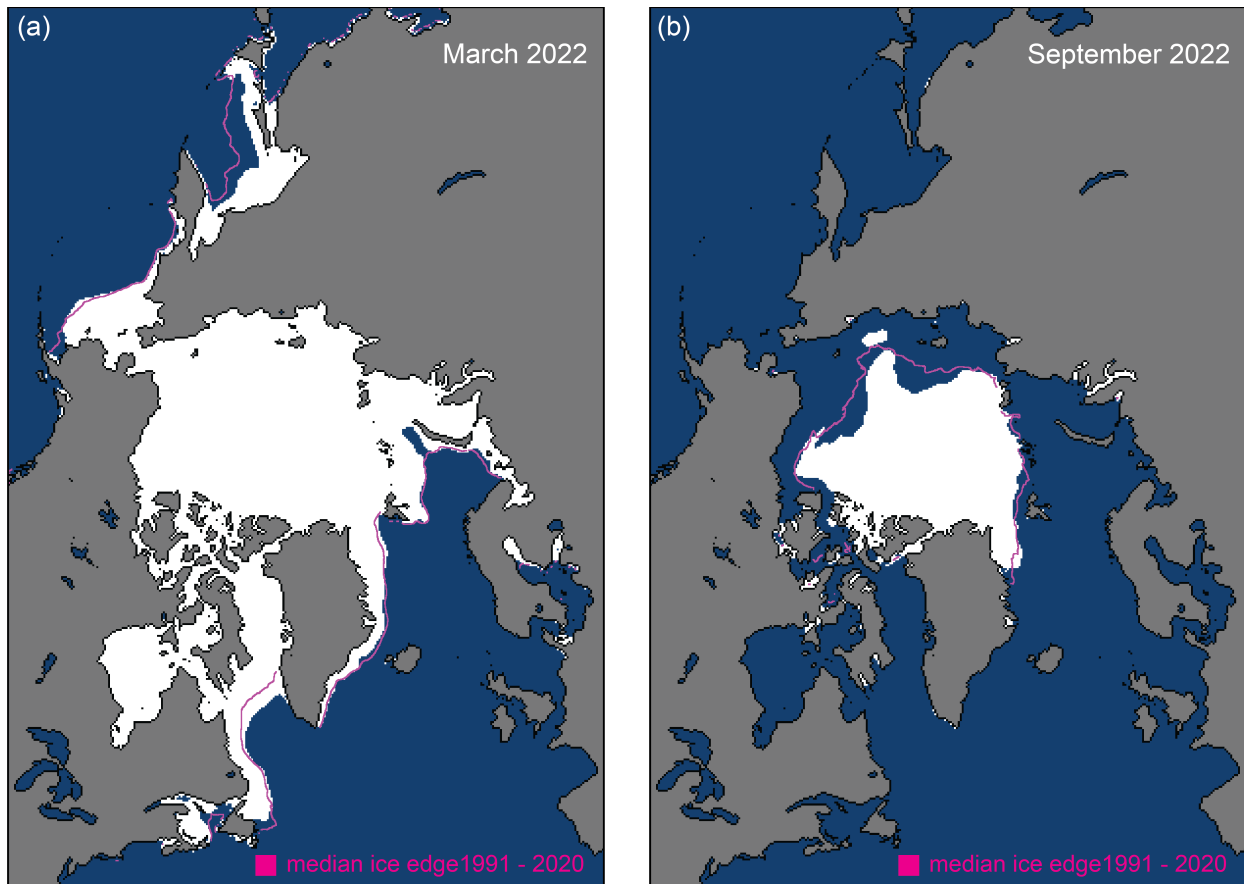 (a)
March 2022
median ice edge1991 - 2020
(b)
September 2022
median ice edge1991 - 2020